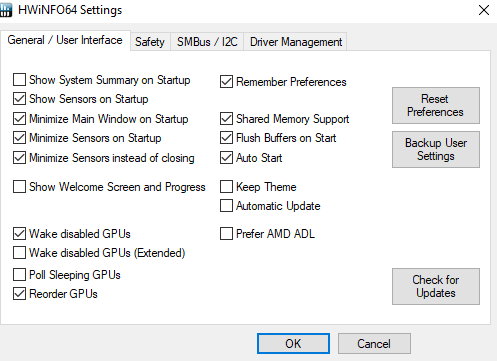 HWiNFO64 Settings
General / User Interface
Safety
SMBus / I2C
Driver Management
Show System Summary on Startup
Show Sensors on Startup
Minimize Main Window on Startup
Minimize Sensors on Startup
Minimize Sensors instead of closing
Show Welcome Screen and Progress
Wake disabled GPUs
Wake disabled GPUs (Extended)
Poll Sleeping GPUs
Reorder GPUs
Remember Preferences
Shared Memory Support
Flush Buffers on Start
Auto Start
Keep Theme
Automatic Update
Prefer AMD ADL
Reset
Preferences
Backup User
Settings
Check for
Updates
OK
Cancel